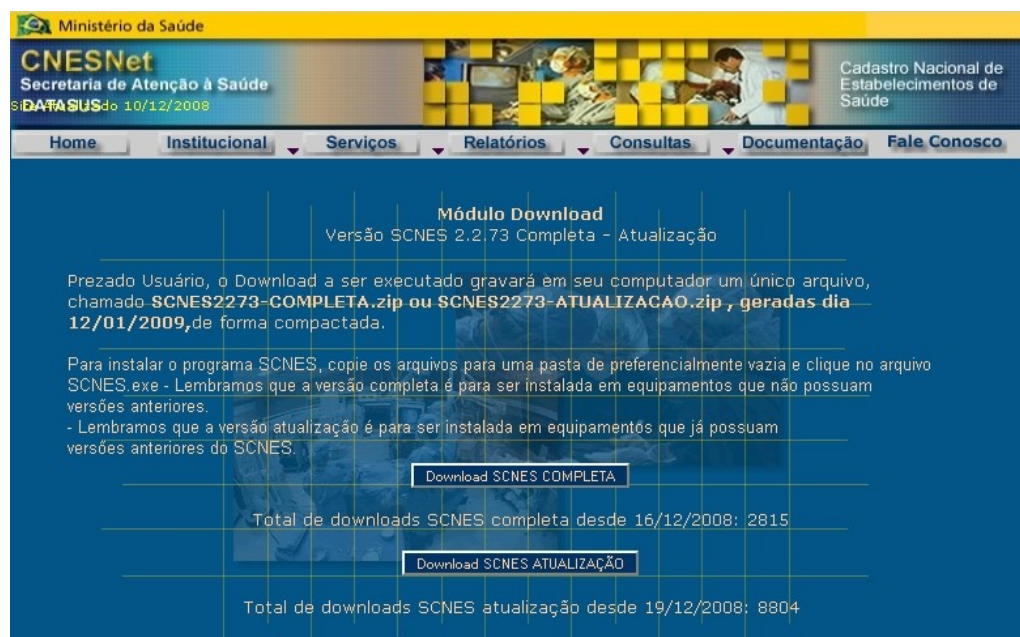 Ministério da Saúde
CNESNet
Secretaria de Atenção à Saúde
DATASUS
Site Atualizado 10/12/2008
Cadastro Nacional de
Estabelecimentos de
Saúde
Home Institucional Serviços Relatórios Consultas Documentação Fale Conosco
Módulo Download
Versão SCNES 2.2.73 Completa - Atualização
Prezado Usuário, o Download a ser executado gravará em seu computador um único arquivo,
chamado SCNES2273-COMPLETA.zip ou SCNES2273-ATUALIZACAO.zip , geradas dia
12/01/2009,de forma compactada.
Para instalar o programa SCNES, copie os arquivos para uma pasta de preferencialmente vazia e clique no arquivo
SCNES.exe - Lembramos que a versão completa é para ser instalada em equipamentos que não possuam
versões anteriores.
- Lembramos que a versão atualização é para ser instalada em equipamentos que já possuam
versões anteriores do SCNES.
Download SCNES COMPLETA
Total de downloads SCNES completa desde 16/12/2008: 2815
Download SCNES ATUALIZAÇÃO
Total de downloads SCNES atualização desde 19/12/2008: 8804